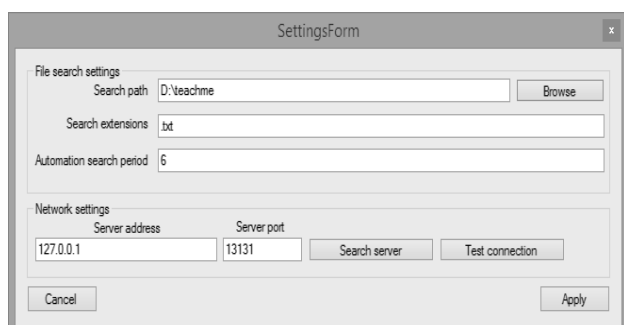 SettingsForm
x
File search settings
Search path D:\teachme Browse
Search extensions .txt
Automation search period 6
Network settings
Server address Server port
127.0.0.1 13131 Search server Test connection
Cancel Apply